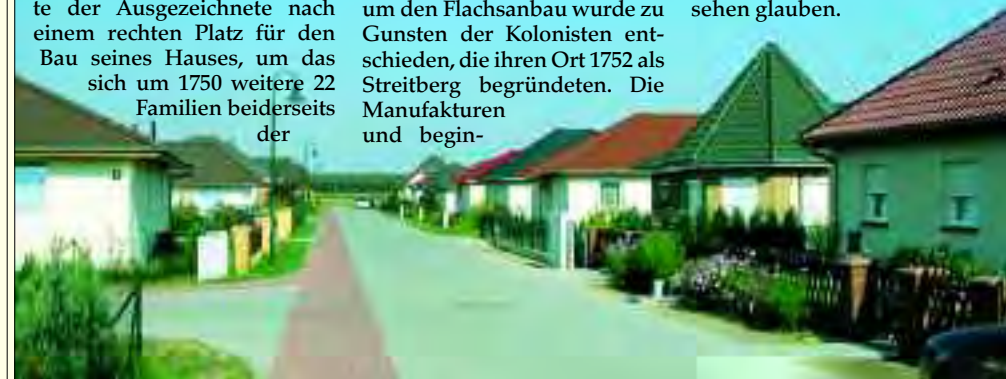 te der Ausgezeichnete nach
einem rechten Platz für den
Bau seines Hauses, um das
sich um 1750 weitere 22
Familien beiderseits
der
um den Flachsanbau wurde zu
Gunsten der Kolonisten ent-
schieden, die ihren Ort 1752 als
Streitberg begründeten. Die
Manufakturen
und begin-
sehen glauben.